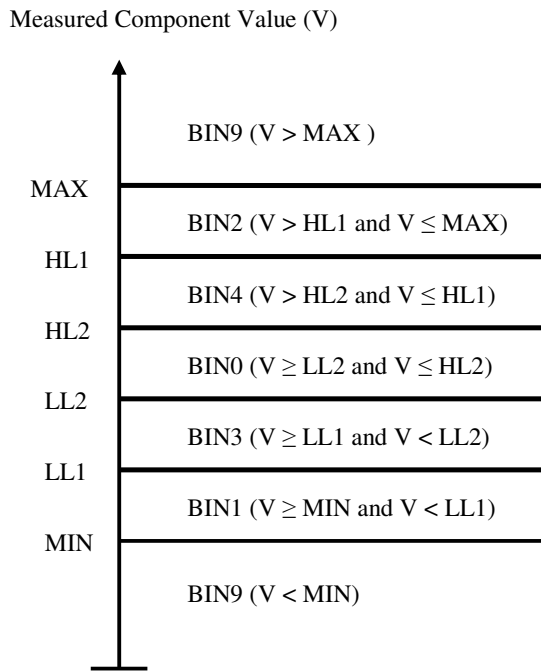 Measured Component Value (V)
BIN9 (V > MAX )
MAX
BIN2 (V > HL1 and V ≤ MAX)
HL1
BIN4 (V > HL2 and V ≤ HL1)
HL2
BIN0 (V ≥ LL2 and V ≤ HL2)
LL2
BIN3 (V ≥ LL1 and V < LL2)
LL1
BIN1 (V ≥ MIN and V < LL1)
MIN
BIN9 (V < MIN)